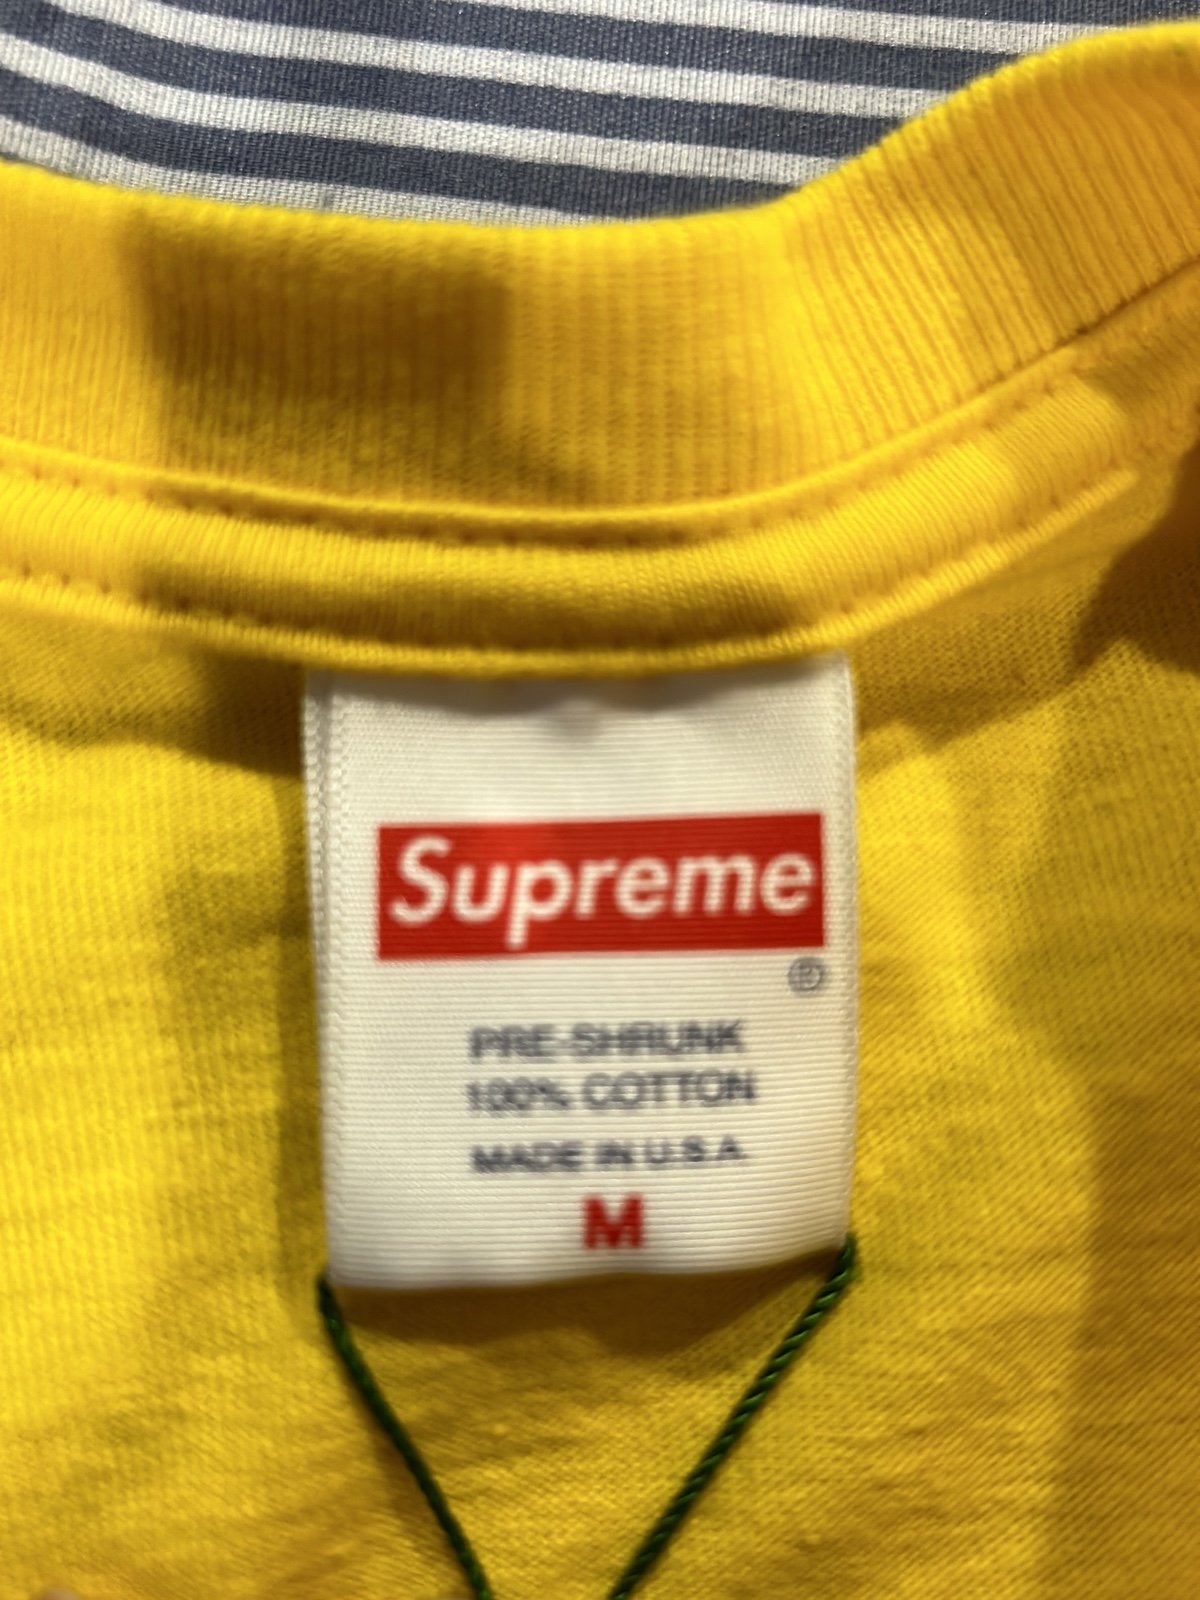 Supreme
®
PRE-SHRUNK
100% COTTON
MADE IN U.S.A.
M